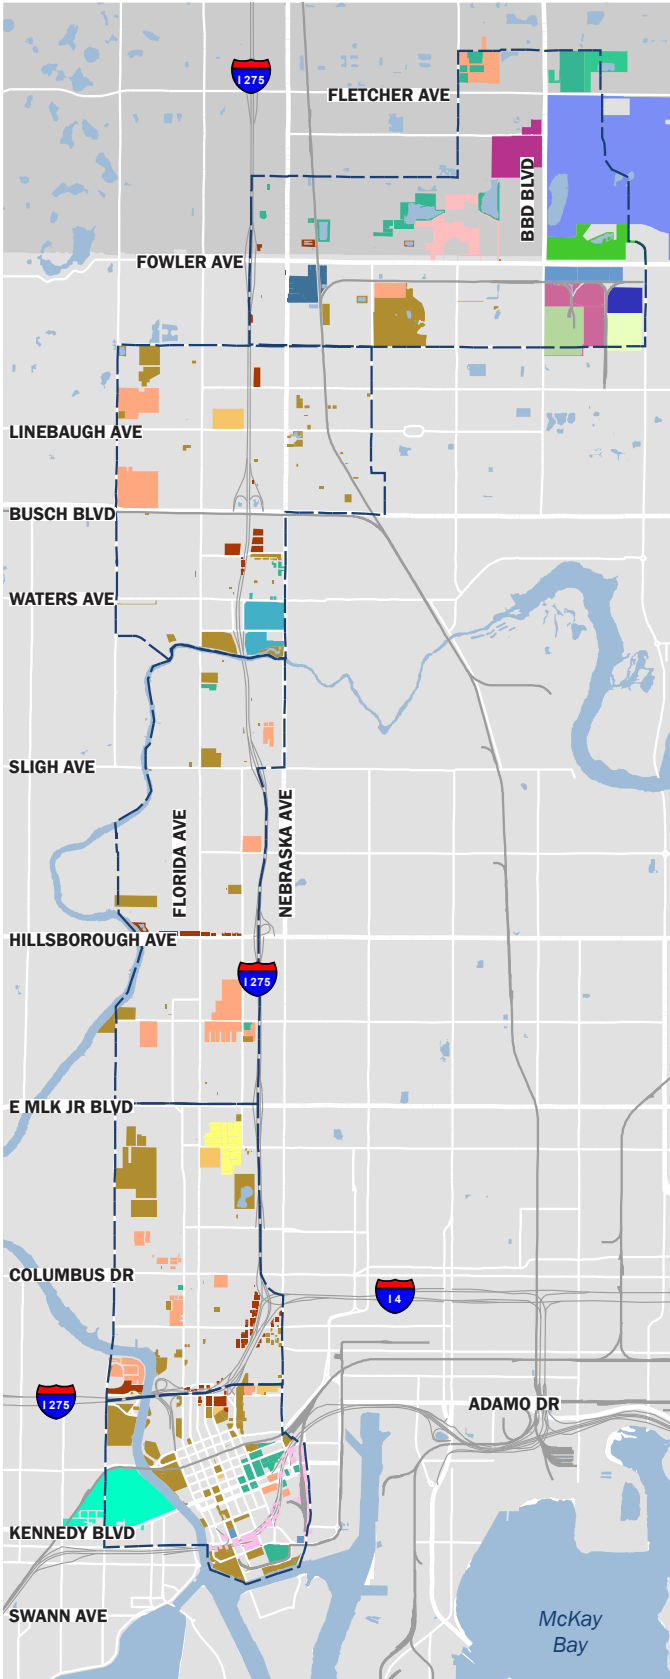 I 275
FLETCHER AVE
BBD BLVD
FOWLER AVE
LINEBAUGH AVE
BUSCH BLVD
WATERS AVE
SLIGH AVE
FLORIDA AVE
NEBRASKA AVE
HILLSBOROUGH AVE
I 275
E MLK JR BLVD
COLUMBUS DR
I 4
I 275
ADAMO DR
KENNEDY BLVD
SWANN AVE
McKay
Bay